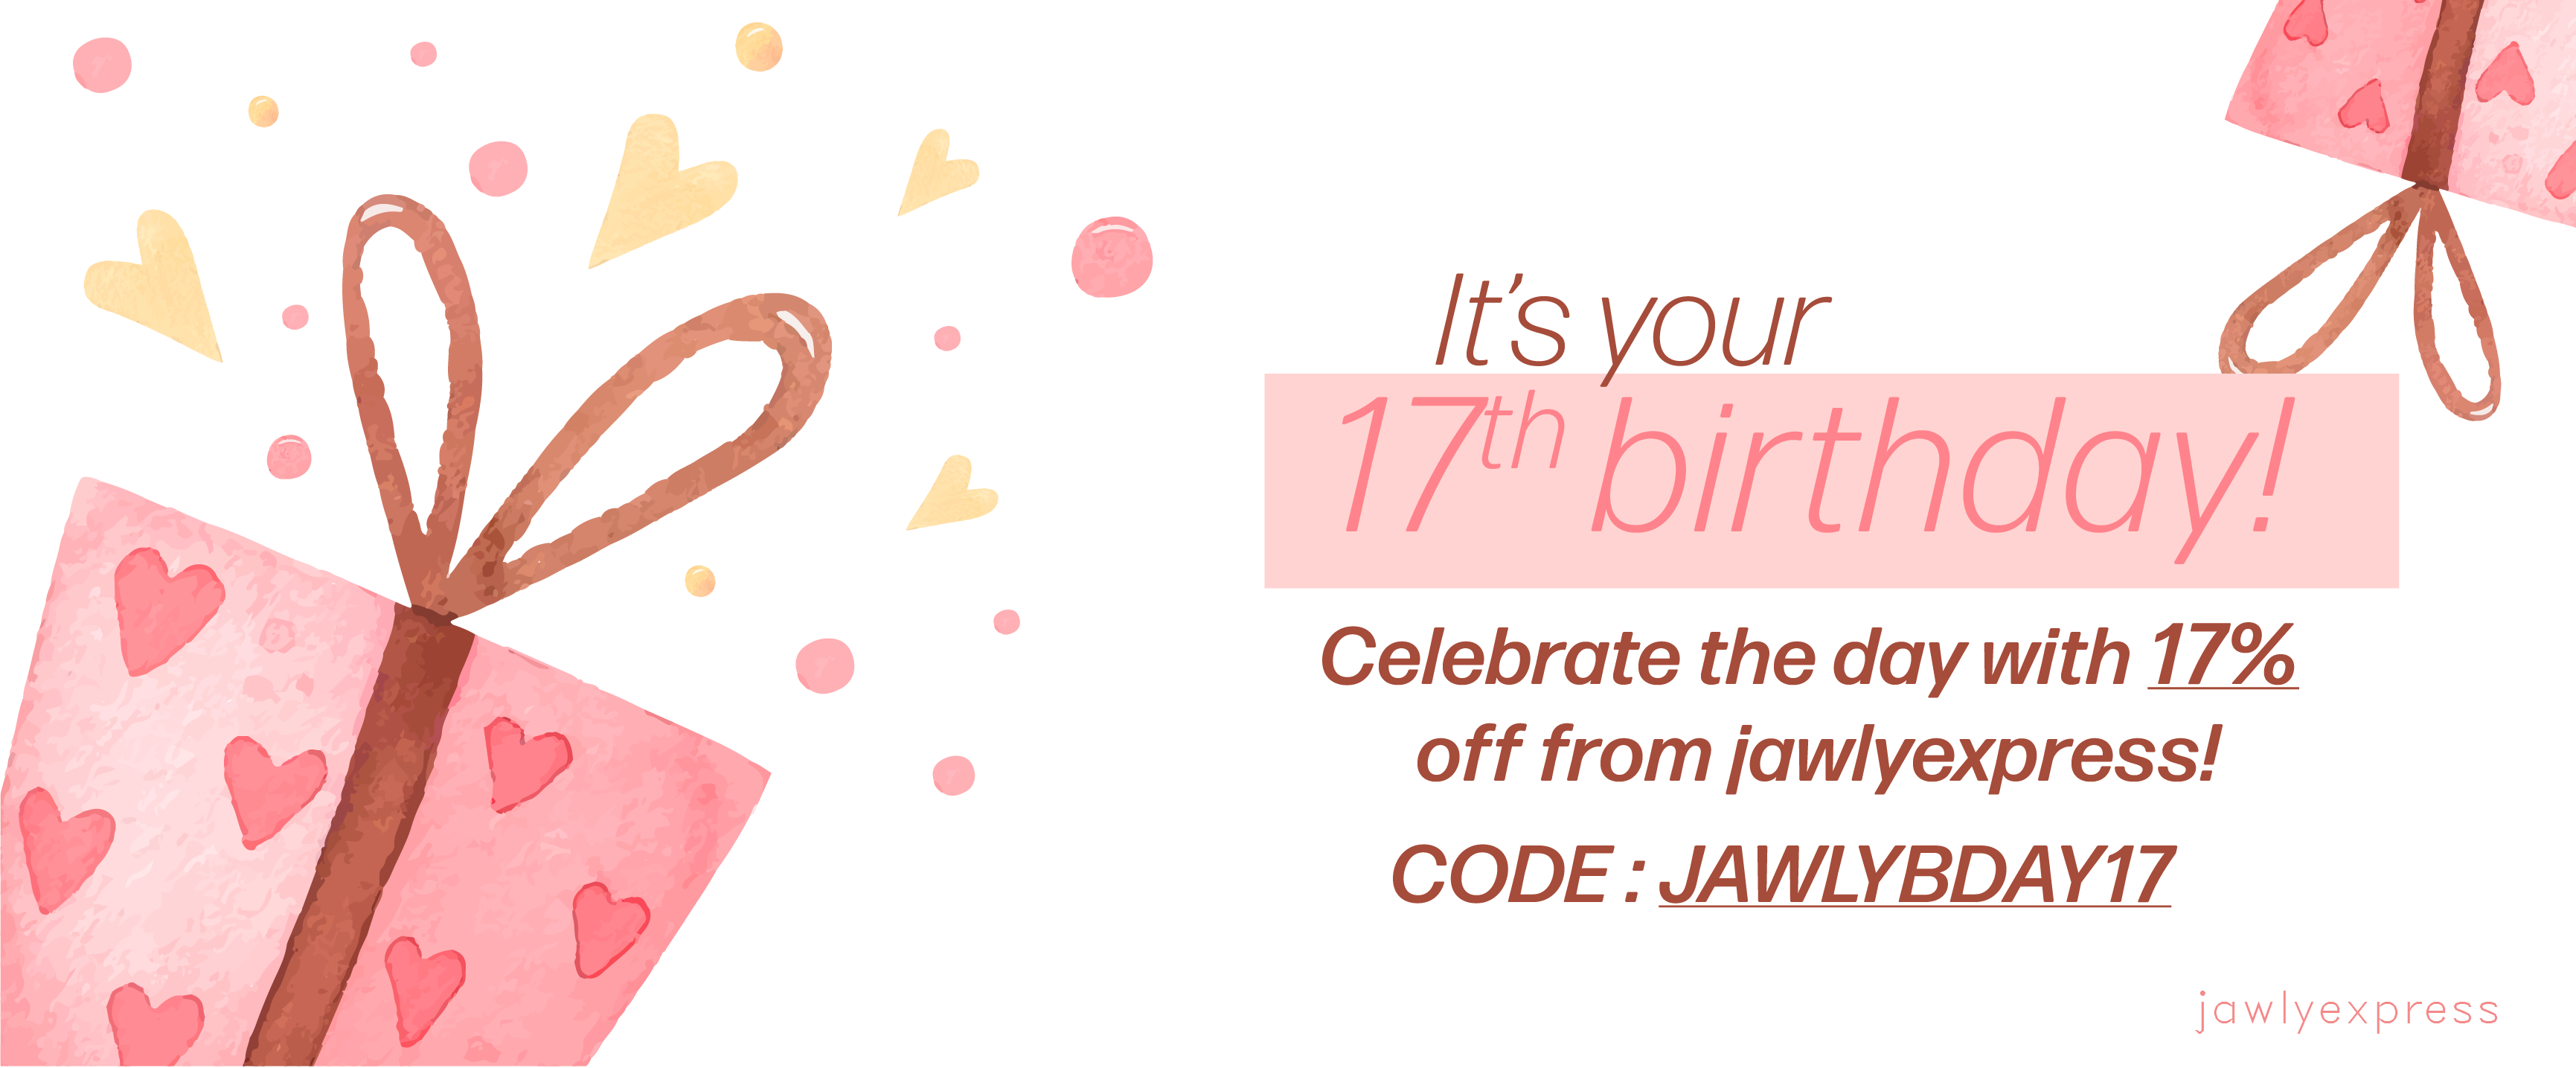 It's your
17th birthday!
Celebrate the day with 17%
off from jawlyexpress!
CODE : JAWLYBDAY17
jawlyexpress